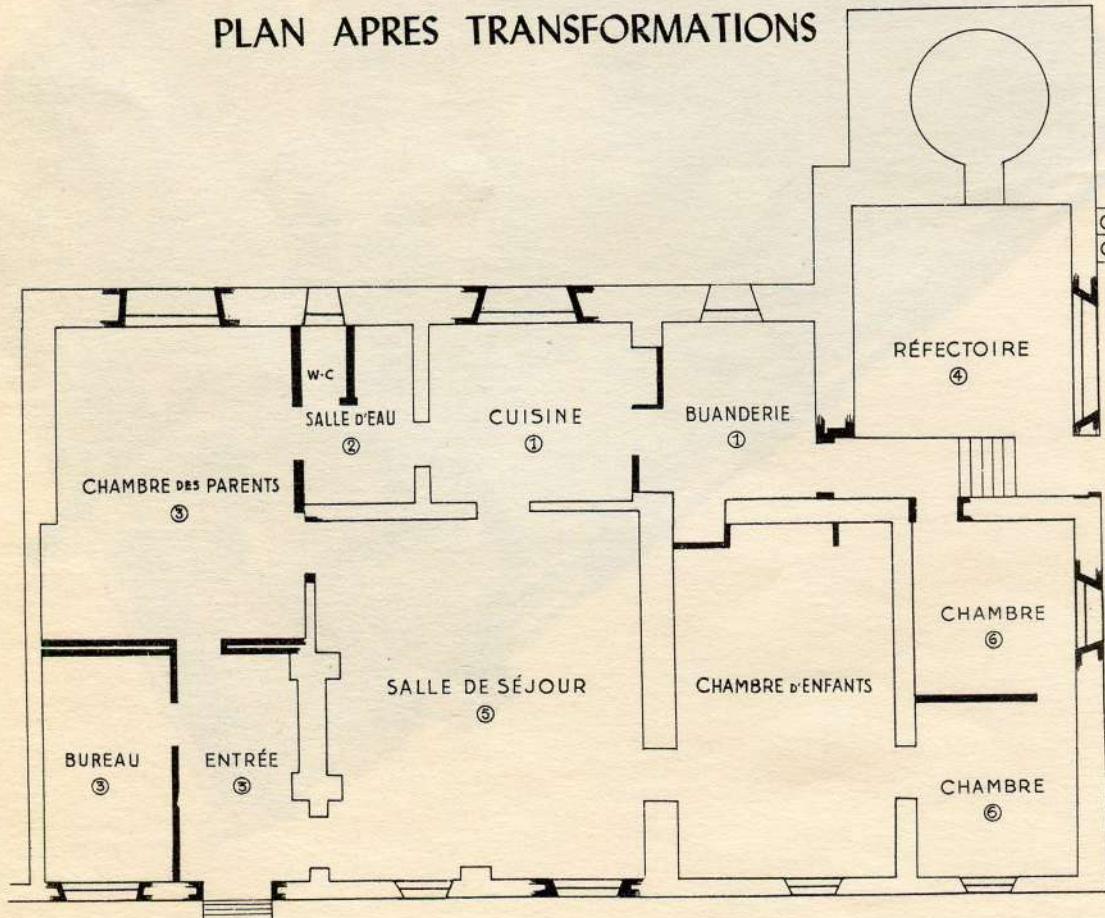 PLAN APRES TRANSFORMATIONS
RÉFECTOIRE
④
W-C
SALLE D'EAU
②
CUISINE
①
BUANDERIE
①
CHAMBRE DES PARENTS
③
CHAMBRE
⑥
SALLE DE SÉJOUR
⑤
CHAMBRE D'ENFANTS
BUREAU
③
ENTRÉE
③
CHAMBRE
⑥